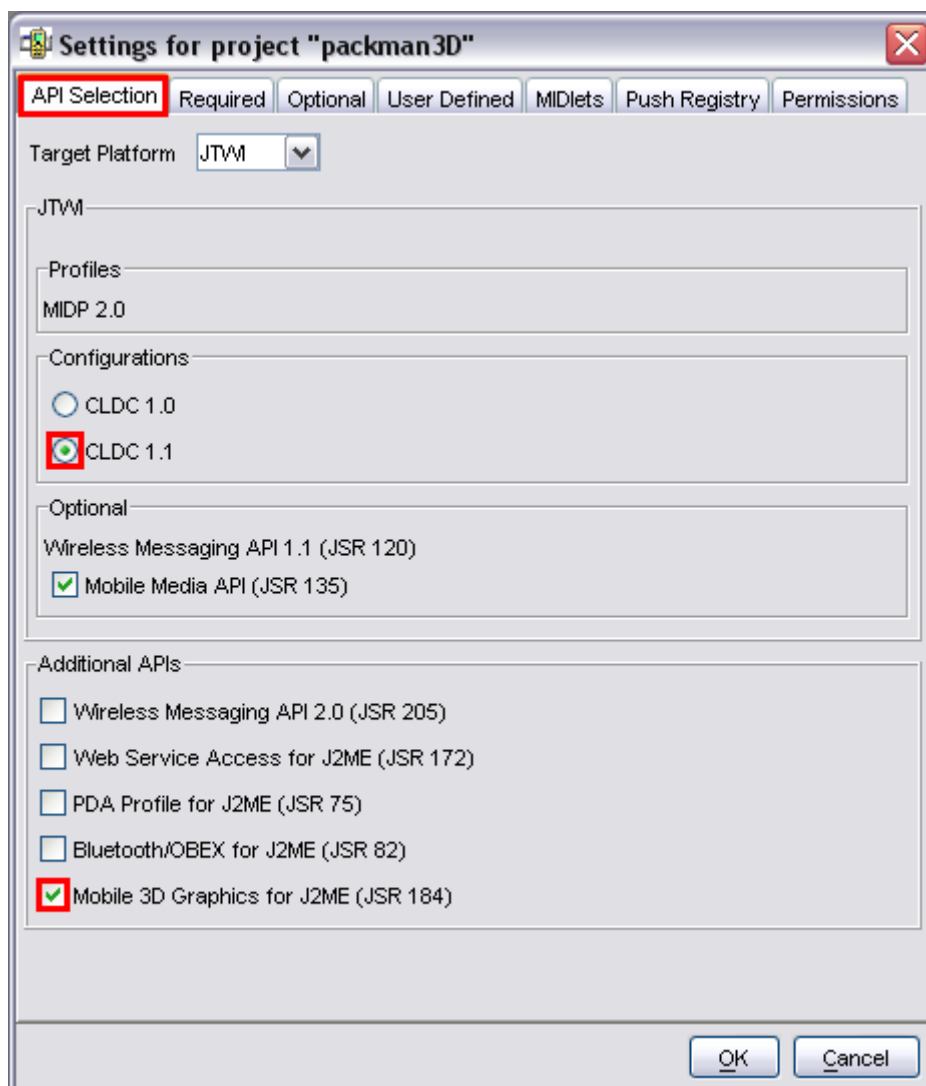 Settings for project "packman3D"
API Selection Required Optional User Defined MIDlets Push Registry Permissions
Target Platform JTWI
JTWI
Profiles
MIDP 2.0
Configurations
CLDC 1.0
CLDC 1.1
Optional
Wireless Messaging API 1.1 (JSR 120)
Mobile Media API (JSR 135)
Additional APIs
Wireless Messaging API 2.0 (JSR 205)
Web Service Access for J2ME (JSR 172)
PDA Profile for J2ME (JSR 75)
Bluetooth/OBEX for J2ME (JSR 82)
Mobile 3D Graphics for J2ME (JSR 184)
OK Cancel